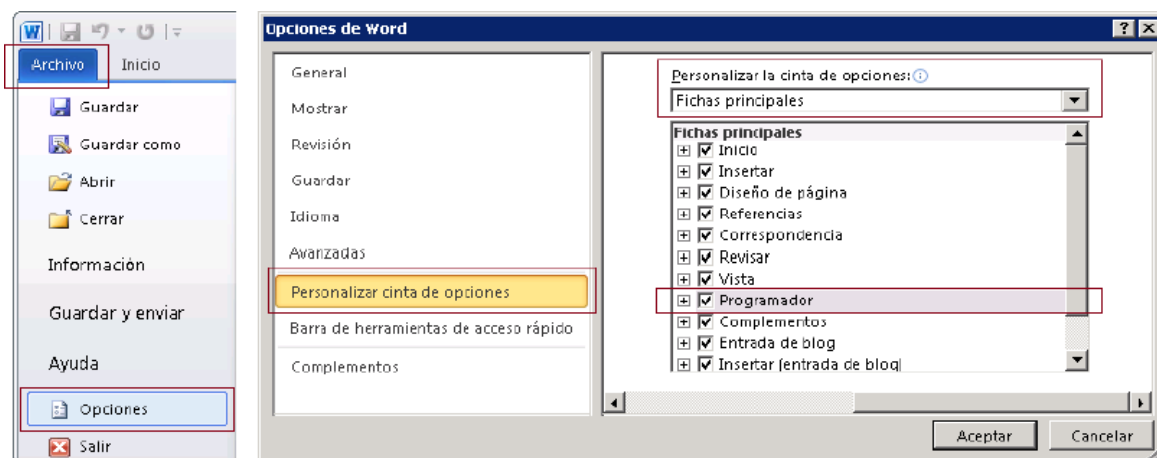 W
Archivo Inicio
Guardar
Guardar como
Abrir
Cerrar
Información
Guardar y enviar
Ayuda
Opciones
Salir
Opciones de Word
General
Mostrar
Revisión
Guardar
Idioma
Avanzadas
Personalizar cinta de opciones
Barra de herramientas de acceso rápido
Complementos
Personalizar la cinta de opciones:
Fichas principales
Fichas principales
Inicio
Insertar
Diseño de página
Referencias
Correspondencia
Revisar
Vista
Programador
Complementos
Entrada de blog
Insertar (entrada de blog)
Aceptar Cancelar